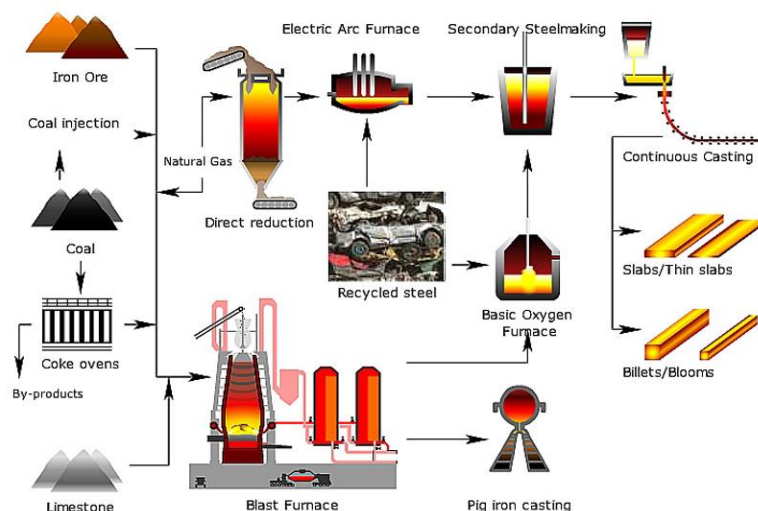 Electric Arc Furnace
Secondary Steelmaking
Iron Ore
Coal injection
Natural Gas
Continuous Casting
Direct reduction
Coal
Slabs/Thin slabs
Recycled steel
Basic Oxygen
Furnace
Coke ovens
Billets/Blooms
By-products
Limestone
Blast Furnace
Pig iron casting